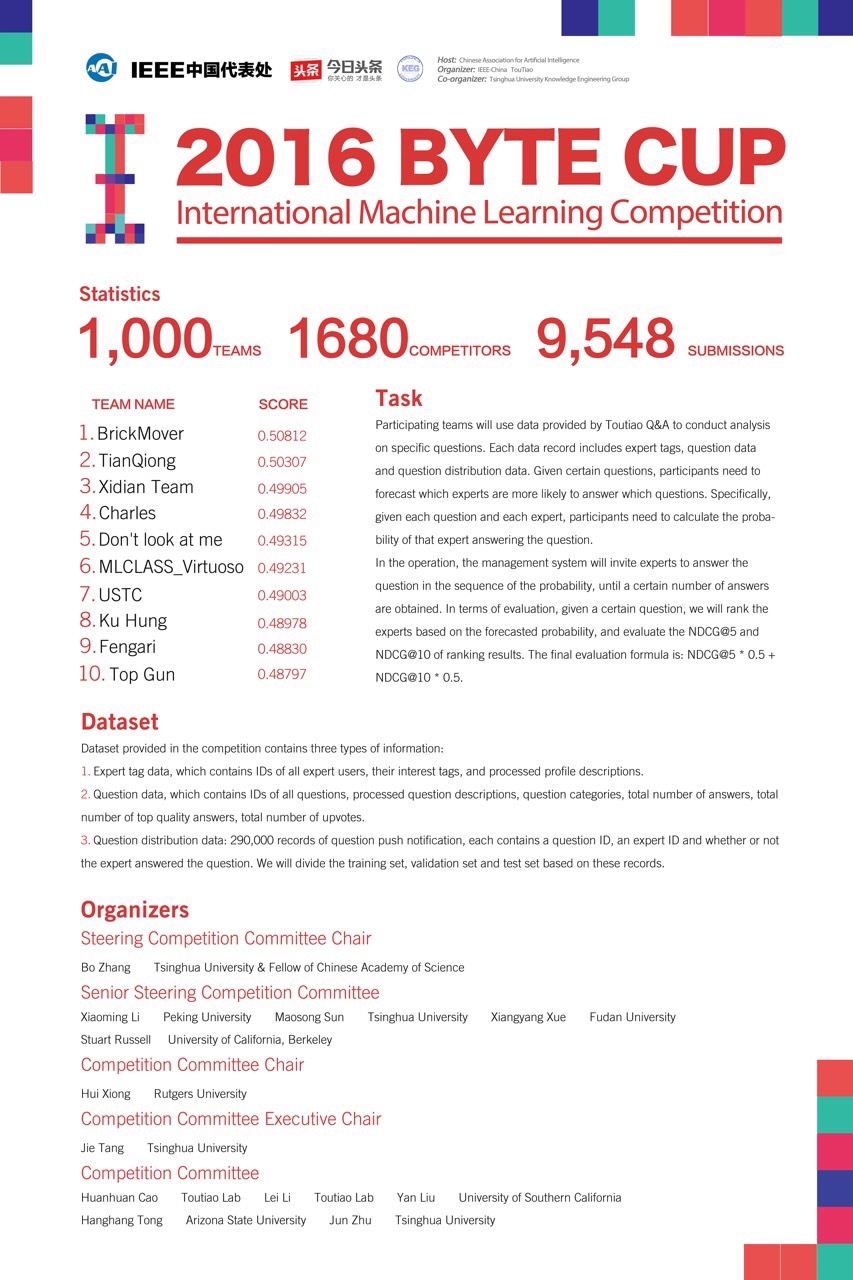 IEEE中国代表处
头条 今日头条
你关心的 才是头条
KEG
Host: Chinese Association for Artificial Intelligence
Organizer: IEEE-China TouTiao
Co-organizer: Tsinghua University Knowledge Engineering Group
2016 BYTE CUP
International Machine Learning Competition
Statistics
1,000 TEAMS 1680 COMPETITORS 9,548 SUBMISSIONS
TEAM NAME SCORE
1. BrickMover 0.50812
2. TianQiong 0.50307
3. Xidian Team 0.49905
4. Charles 0.49832
5. Don't look at me 0.49315
6. MLCLASS_Virtuoso 0.49231
7. USTC 0.49003
8. Ku Hung 0.48978
9. Fengari 0.48830
10. Top Gun 0.48797
Task
Participating teams will use data provided by Toutiao Q&A to conduct analysis
on specific questions. Each data record includes expert tags, question data
and question distribution data. Given certain questions, participants need to
forecast which experts are more likely to answer which questions. Specifically,
given each question and each expert, participants need to calculate the proba-
bility of that expert answering the question.
In the operation, the management system will invite experts to answer the
question in the sequence of the probability, until a certain number of answers
are obtained. In terms of evaluation, given a certain question, we will rank the
experts based on the forecasted probability, and evaluate the NDCG@5 and
NDCG@10 of ranking results. The final evaluation formula is: NDCG@5 * 0.5 +
NDCG@10 * 0.5.
Dataset
Dataset provided in the competition contains three types of information:
1. Expert tag data, which contains IDs of all expert users, their interest tags, and processed profile descriptions.
2. Question data, which contains IDs of all questions, processed question descriptions, question categories, total number of answers, total
number of top quality answers, total number of upvotes.
3. Question distribution data: 290,000 records of question push notification, each contains a question ID, an expert ID and whether or not
the expert answered the question. We will divide the training set, validation set and test set based on these records.
Organizers
Steering Competition Committee Chair
Bo Zhang Tsinghua University & Fellow of Chinese Academy of Science
Senior Steering Competition Committee
Xiaoming Li Peking University Maosong Sun Tsinghua University Xiangyang Xue Fudan University
Stuart Russell University of California, Berkeley
Competition Committee Chair
Hui Xiong Rutgers University
Competition Committee Executive Chair
Jie Tang Tsinghua University
Competition Committee
Huanhuan Cao Toutiao Lab Lei Li Toutiao Lab Yan Liu University of Southern California
Hanghang Tong Arizona State University Jun Zhu Tsinghua University